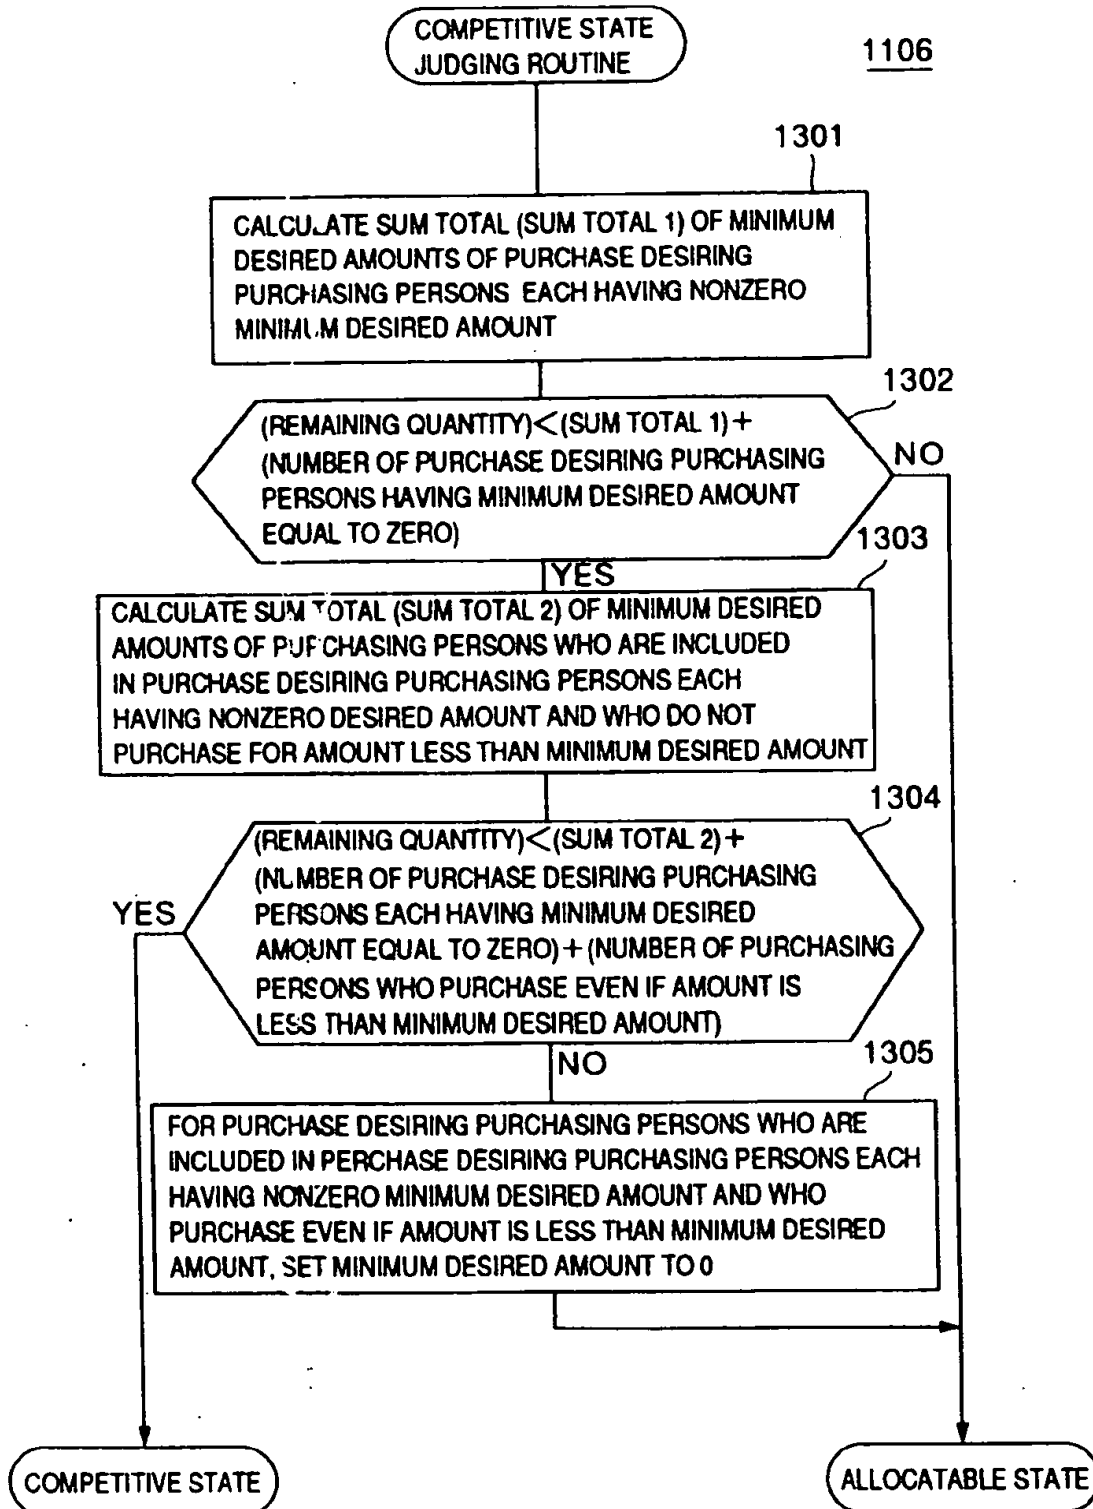 COMPETITIVE STATE
JUDGING ROUTINE
1106
1301
CALCULATE SUM TOTAL (SUM TOTAL 1) OF MINIMUM
DESIRED AMOUNTS OF PURCHASE DESIRING
PURCHASING PERSONS EACH HAVING NONZERO
MINIMUM DESIRED AMOUNT
1302
(REMAINING QUANTITY)<(SUM TOTAL 1)+
(NUMBER OF PURCHASE DESIRING PURCHASING
PERSONS HAVING MINIMUM DESIRED AMOUNT
EQUAL TO ZERO)
NO
YES
1303
CALCULATE SUM TOTAL (SUM TOTAL 2) OF MINIMUM DESIRED
AMOUNTS OF PURCHASING PERSONS WHO ARE INCLUDED
IN PURCHASE DESIRING PURCHASING PERSONS EACH
HAVING NONZERO DESIRED AMOUNT AND WHO DO NOT
PURCHASE FOR AMOUNT LESS THAN MINIMUM DESIRED AMOUNT
1304
(REMAINING QUANTITY)<(SUM TOTAL 2)+
(NUMBER OF PURCHASE DESIRING PURCHASING
PERSONS EACH HAVING MINIMUM DESIRED
AMOUNT EQUAL TO ZERO)+(NUMBER OF PURCHASING
PERSONS WHO PURCHASE EVEN IF AMOUNT IS
LESS THAN MINIMUM DESIRED AMOUNT)
YES
NO
1305
FOR PURCHASE DESIRING PURCHASING PERSONS WHO ARE
INCLUDED IN PERCHASE DESIRING PURCHASING PERSONS EACH
HAVING NONZERO MINIMUM DESIRED AMOUNT AND WHO
PURCHASE EVEN IF AMOUNT IS LESS THAN MINIMUM DESIRED
AMOUNT, SET MINIMUM DESIRED AMOUNT TO 0
COMPETITIVE STATE
ALLOCATABLE STATE